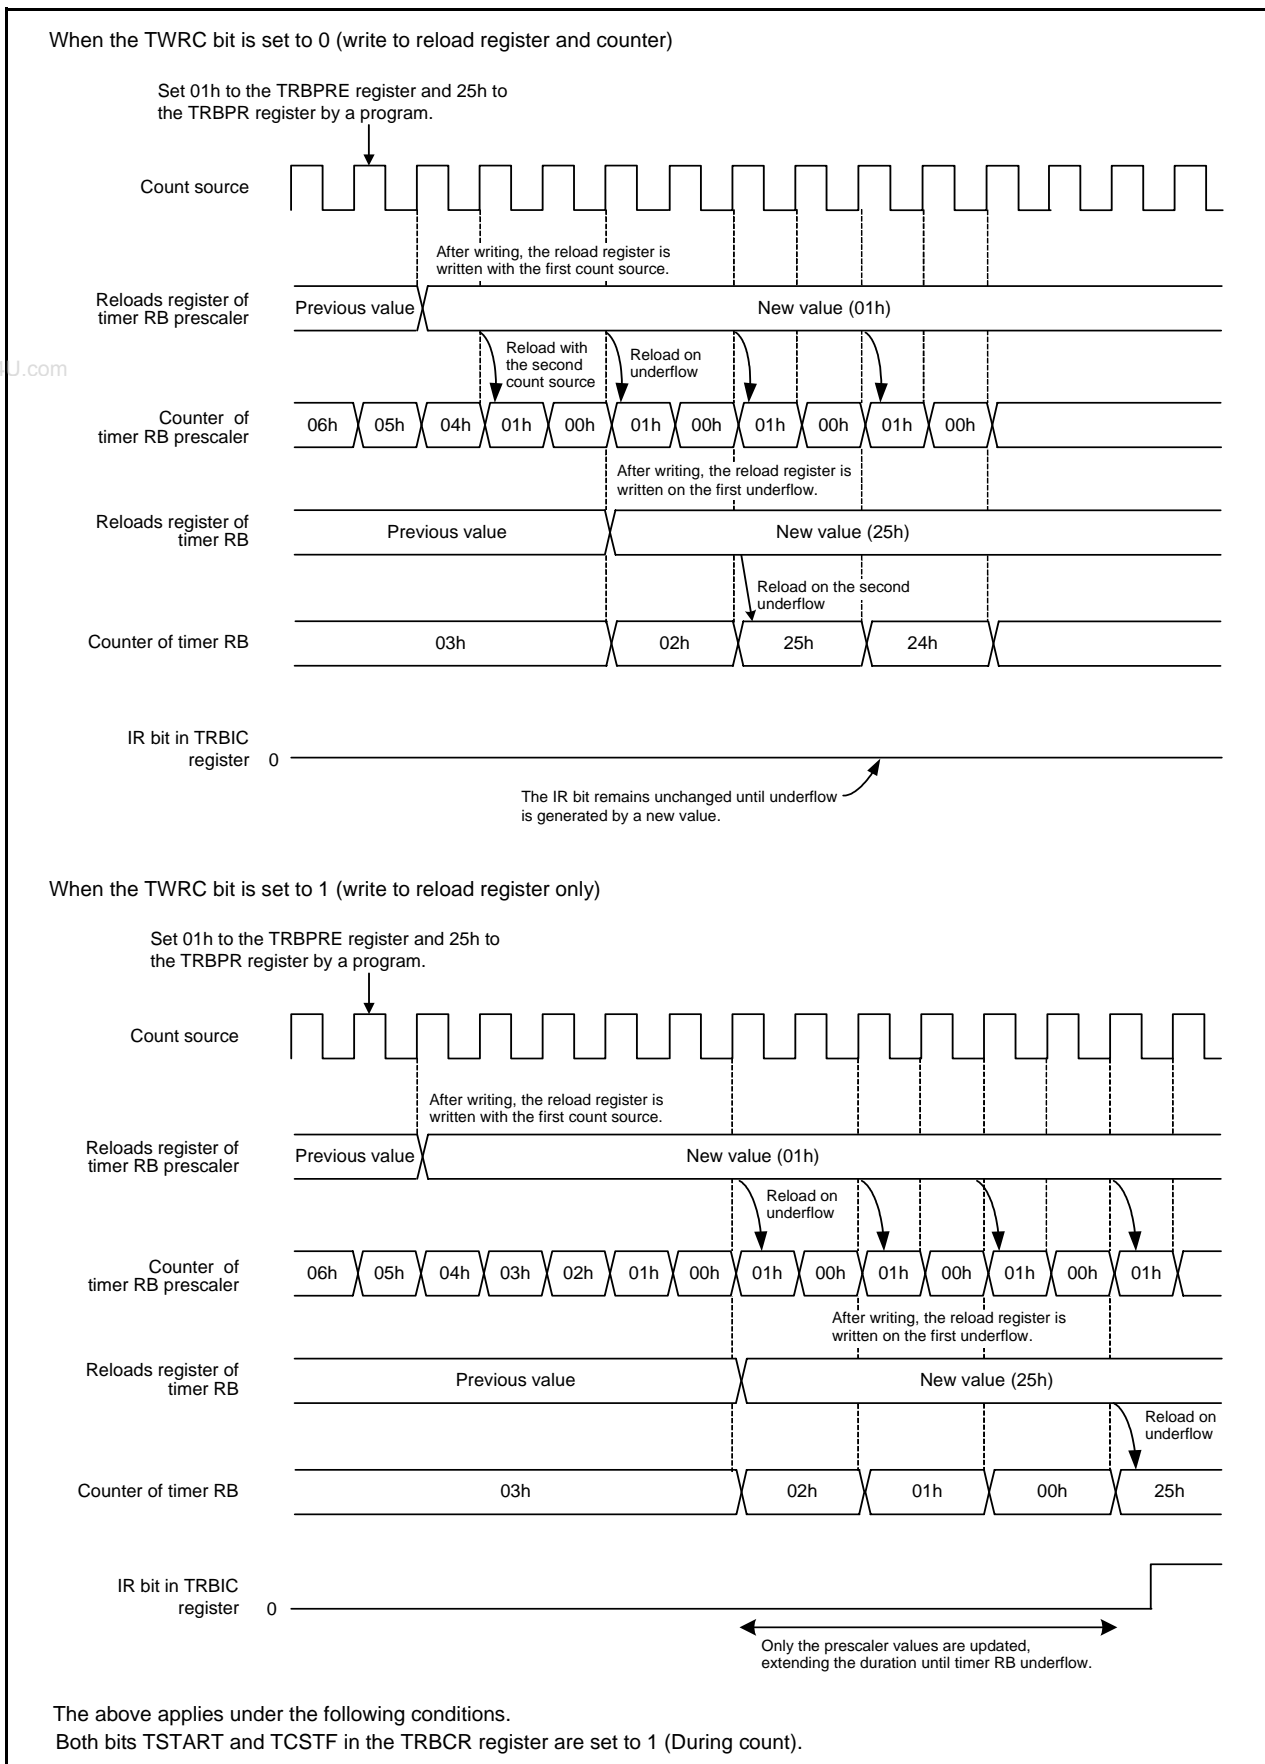 When the TWRC bit is set to 0 (write to reload register and counter)
Set 01h to the TRBPRE register and 25h to
the TRBPR register by a program.
Count source
After writing, the reload register is
written with the first count source.
Reloads register of
timer RB prescaler
Previous value
New value (01h)
4U.com
Reload with
the second
count source
Reload on
underflow
Counter of
timer RB prescaler
06h 05h 04h 01h 00h 01h 00h 01h 00h 01h 00h
After writing, the reload register is
written on the first underflow.
Reloads register of
timer RB
Previous value
New value (25h)
Reload on the second
underflow
Counter of timer RB
03h 02h 25h 24h
IR bit in TRBIC
register 0
The IR bit remains unchanged until underflow
is generated by a new value.
When the TWRC bit is set to 1 (write to reload register only)
Set 01h to the TRBPRE register and 25h to
the TRBPR register by a program.
Count source
After writing, the reload register is
written with the first count source.
Reloads register of
timer RB prescaler
Previous value
New value (01h)
Reload on
underflow
Counter of
timer RB prescaler
06h 05h 04h 03h 02h 01h 00h 01h 00h 01h 00h 01h 00h 01h
After writing, the reload register is
written on the first underflow.
Reloads register of
timer RB
Previous value
New value (25h)
Reload on
underflow
Counter of timer RB
03h 02h 01h 00h 25h
IR bit in TRBIC
register 0
Only the prescaler values are updated,
extending the duration until timer RB underflow.
The above applies under the following conditions.
Both bits TSTART and TCSTF in the TRBCR register are set to 1 (During count).